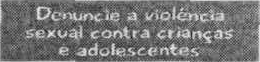 Denuncie a violência
sexual contra crianças
e adolescentes